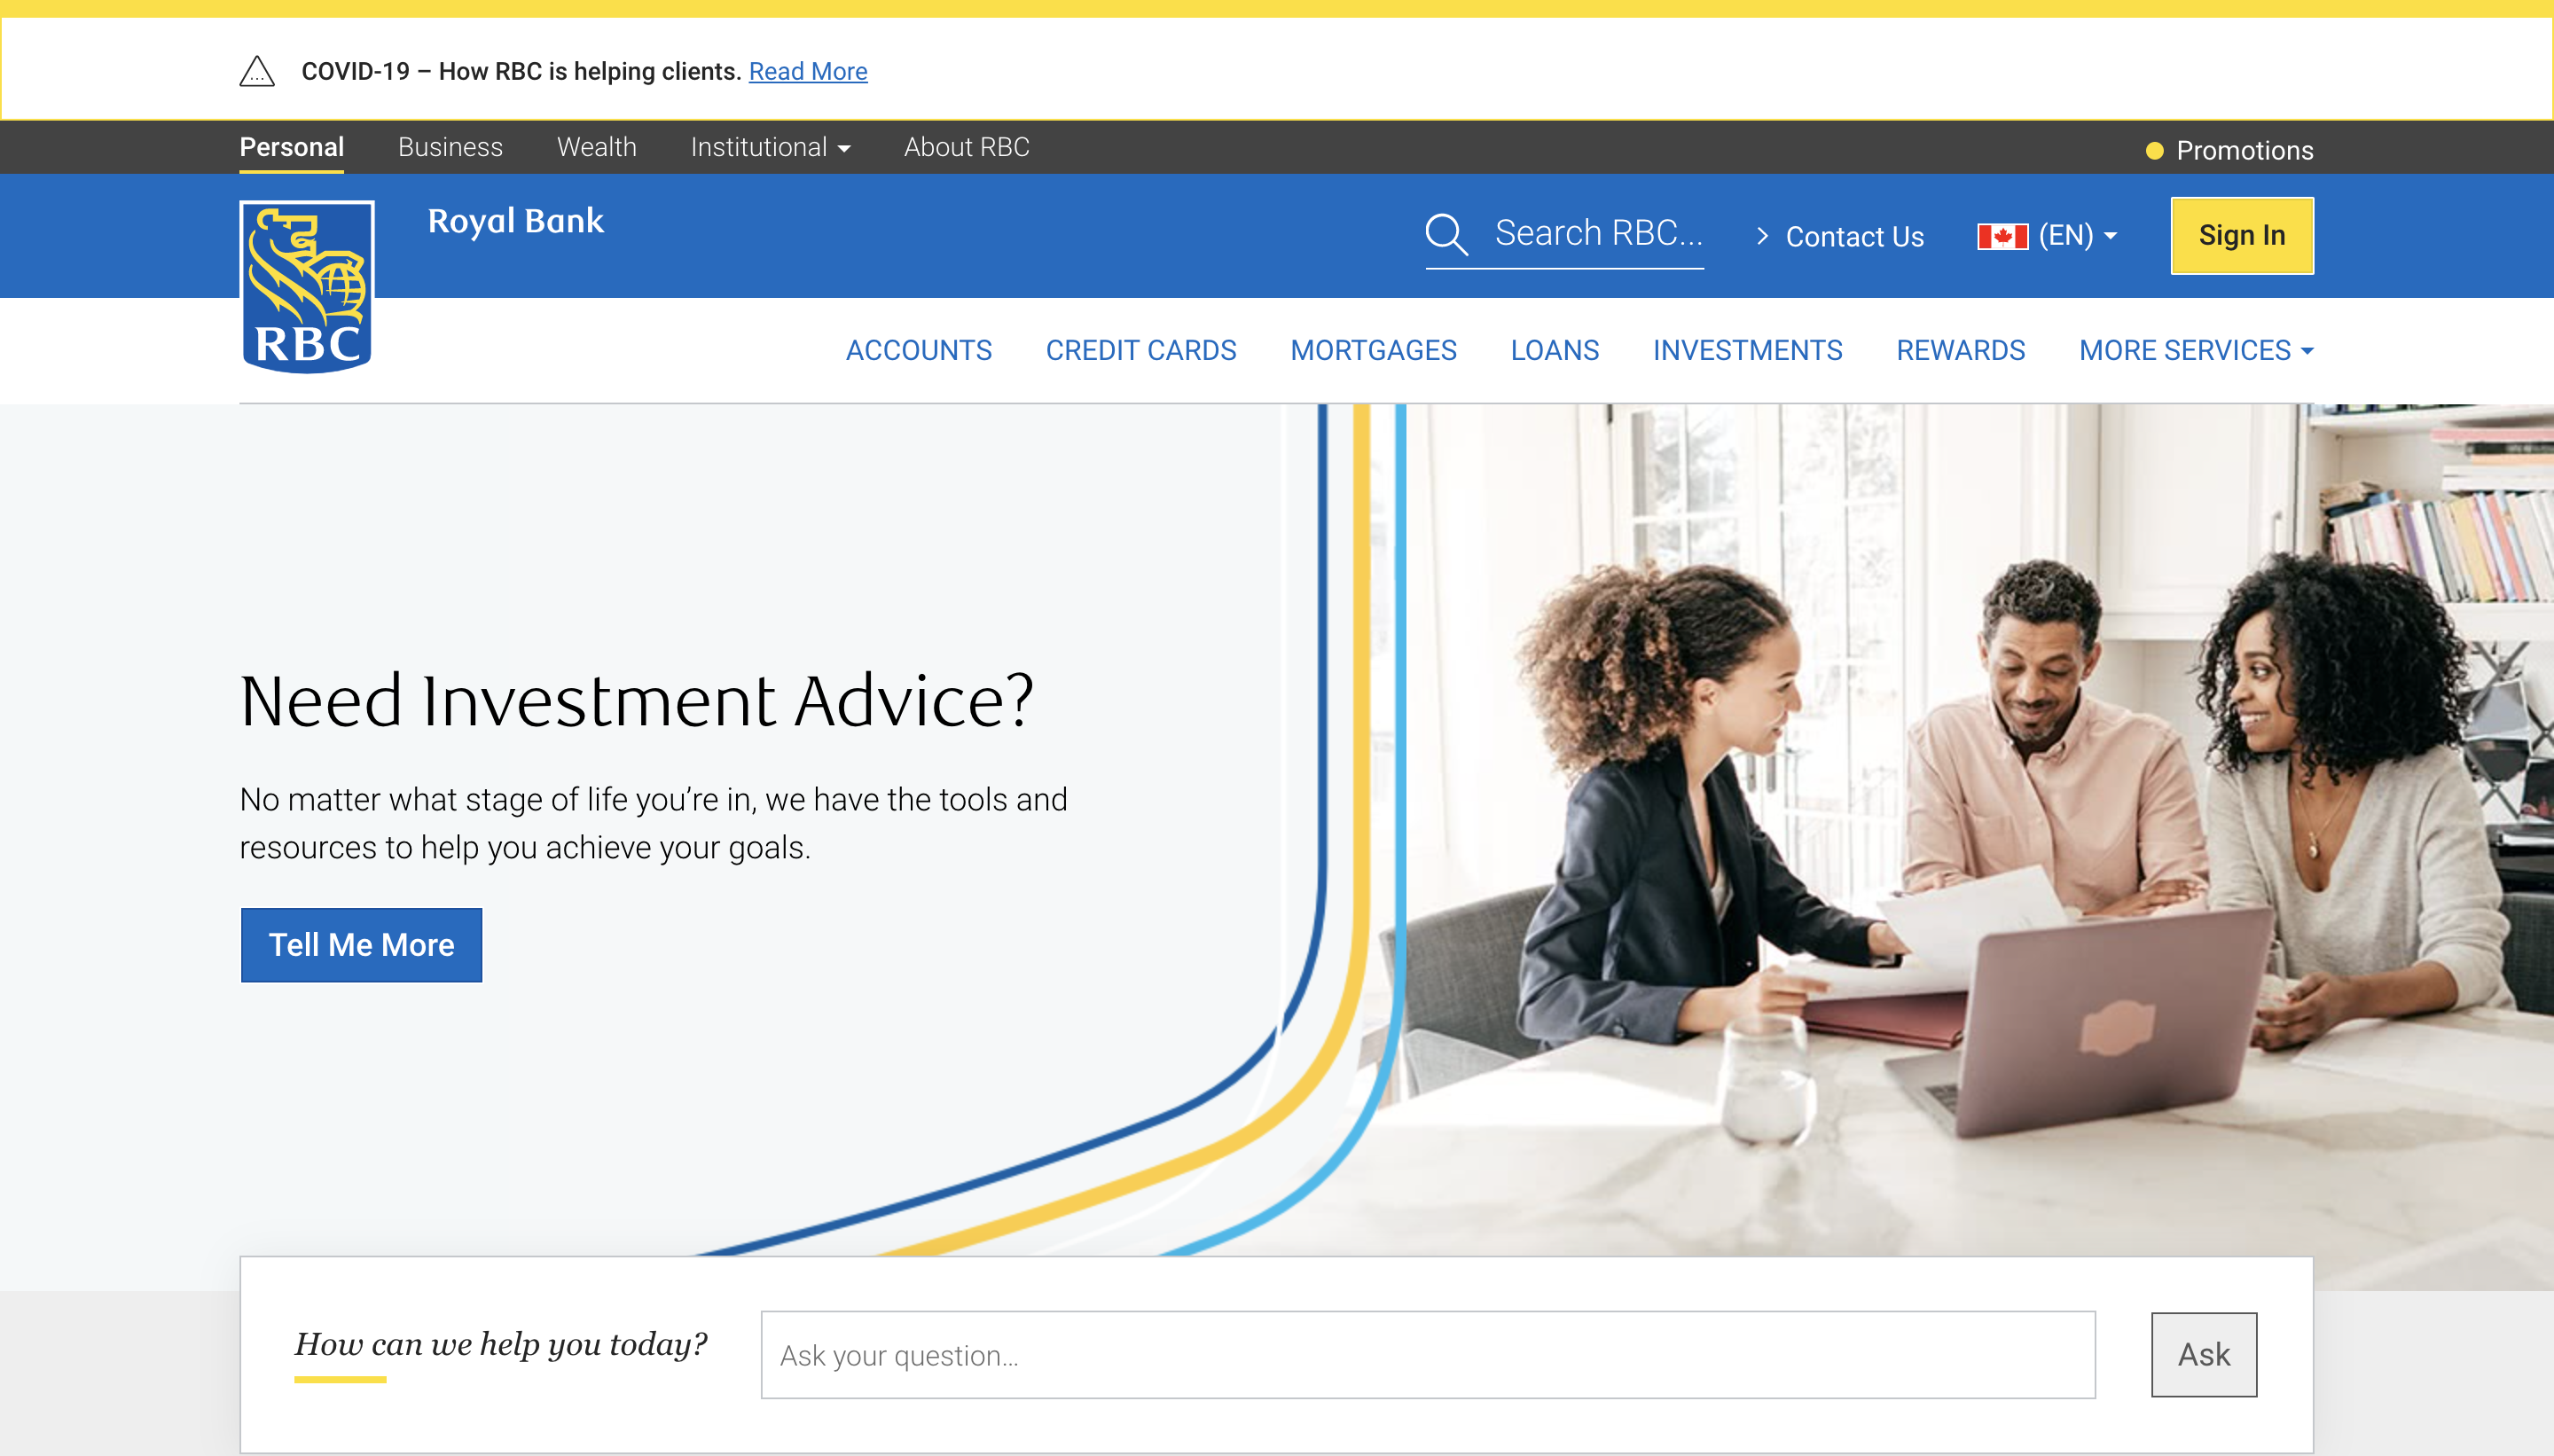 COVID-19 – How RBC is helping clients. Read More
Personal Business Wealth Institutional About RBC Promotions
RBC
Royal Bank
Search RBC... Contact Us (EN) Sign In
ACCOUNTS CREDIT CARDS MORTGAGES LOANS INVESTMENTS REWARDS MORE SERVICES
Need Investment Advice?
No matter what stage of life you’re in, we have the tools and
resources to help you achieve your goals.
Tell Me More
How can we help you today? Ask your question... Ask